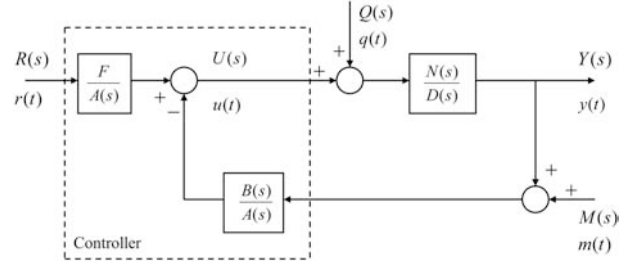 Q(s)
q(t)
R(s)
r(t)
F
A(s)
U(s)
u(t)
+
−
+
+
N(s)
D(s)
Y(s)
y(t)
B(s)
A(s)
+
+
M(s)
m(t)
Controller